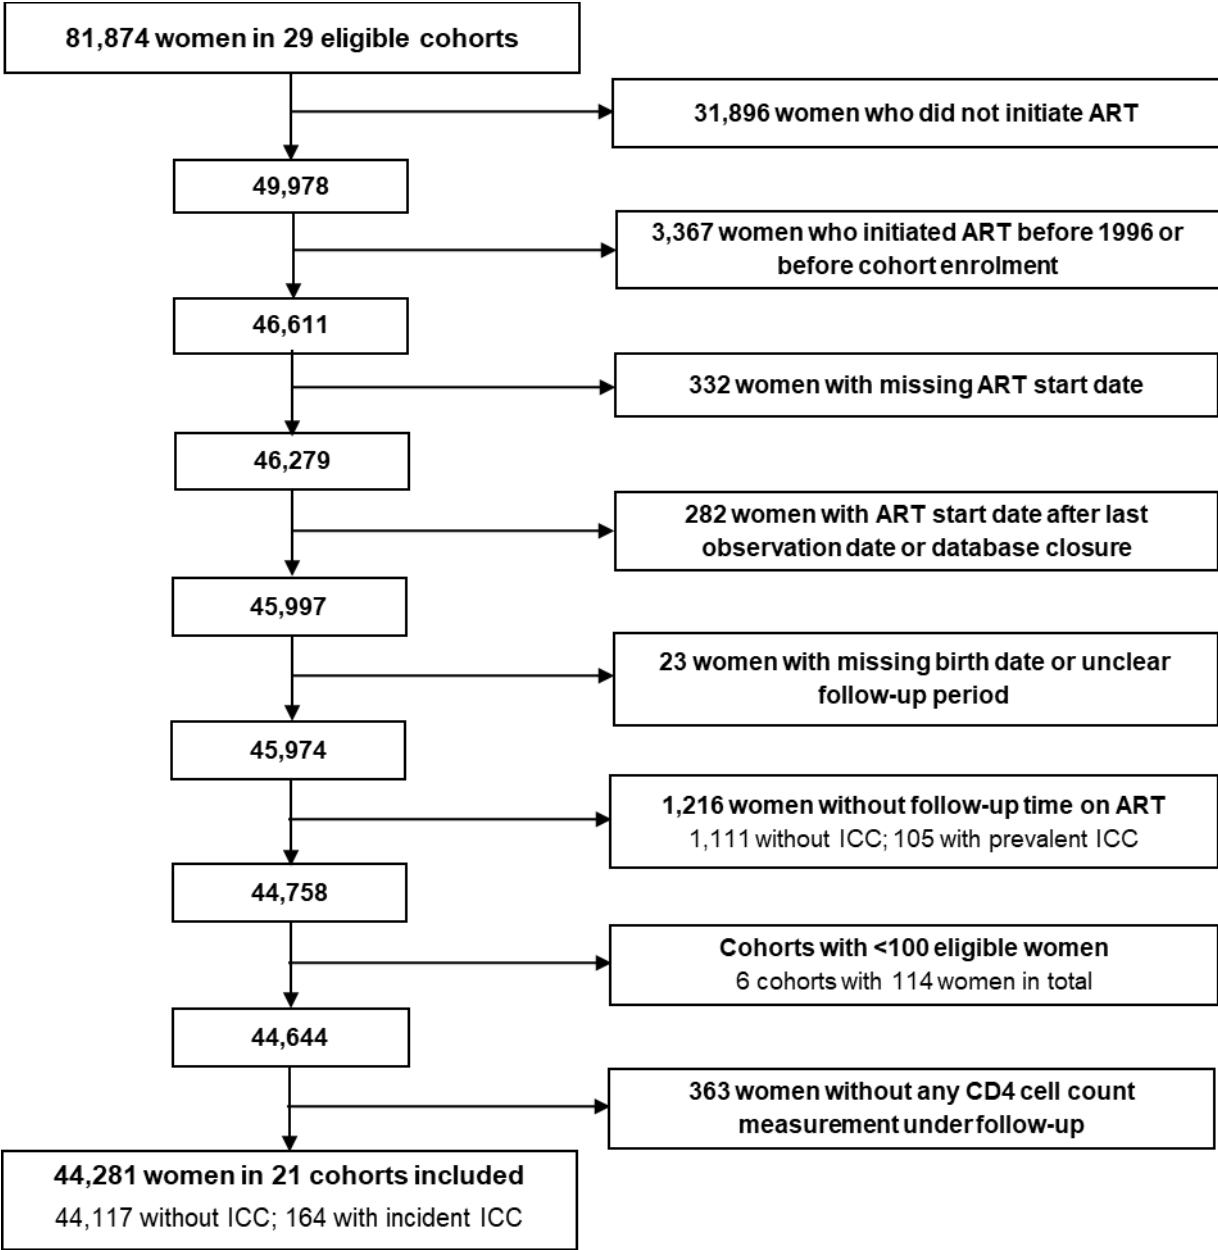 81,874 women in 29 eligible cohorts
31,896 women who did not initiate ART
49,978
3,367 women who initiated ART before 1996 or
before cohort enrolment
46,611
332 women with missing ART start date
46,279
282 women with ART start date after last
observation date or database closure
45,997
23 women with missing birth date or unclear
follow-up period
45,974
1,216 women without follow-up time on ART
1,111 without ICC; 105 with prevalent ICC
44,758
Cohorts with <100 eligible women
6 cohorts with 114 women in total
44,644
363 women without any CD4 cell count
measurement under follow-up
44,281 women in 21 cohorts included
44,117 without ICC; 164 with incident ICC